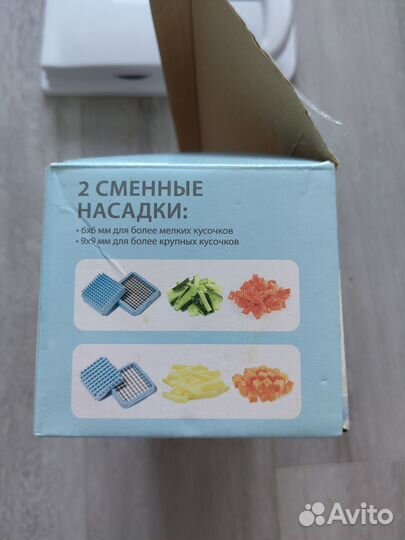 2 СМЕННЫЕ
НАСАДКИ:
• 6х6 мм для более мелких кусочков
• 9х9 мм для более крупных кусочков
Avito